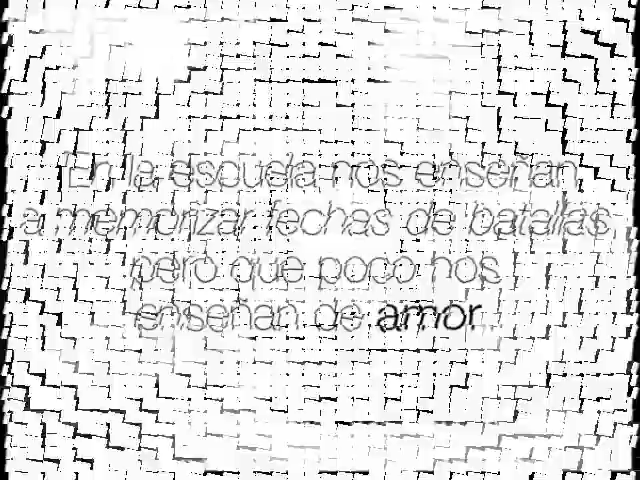 "En la escuela nos enseñan
a memorizar fechas de batallas
pero que poco nos
enseñan de amor